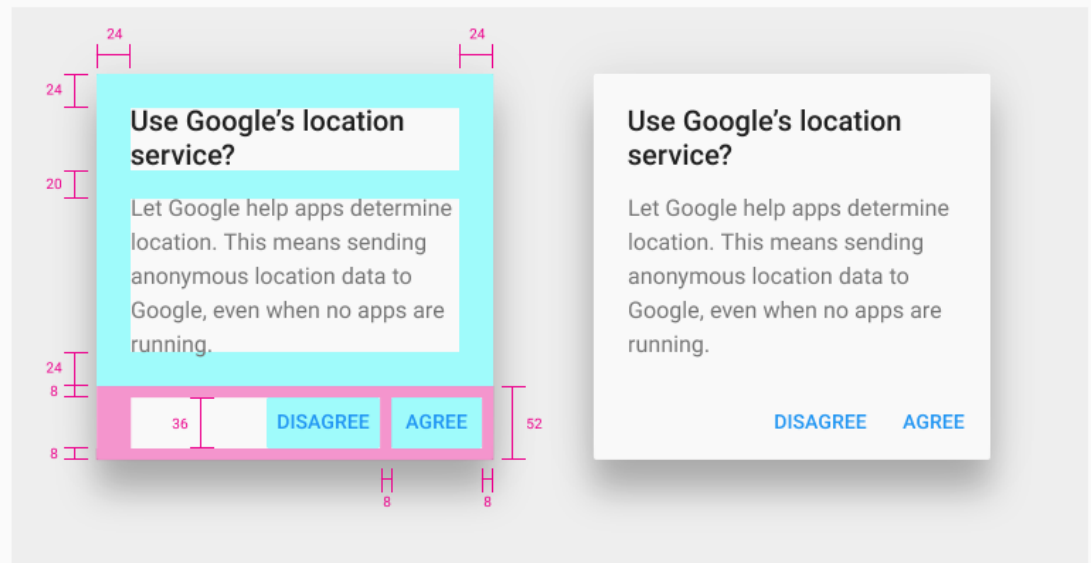 24
24
24
Use Google’s location
service?
20
Let Google help apps determine
location. This means sending
anonymous location data to
Google, even when no apps are
running.
24
8
36
DISAGREE
AGREE
52
8
8
8
Use Google’s location
service?
Let Google help apps determine
location. This means sending
anonymous location data to
Google, even when no apps are
running.
DISAGREE
AGREE